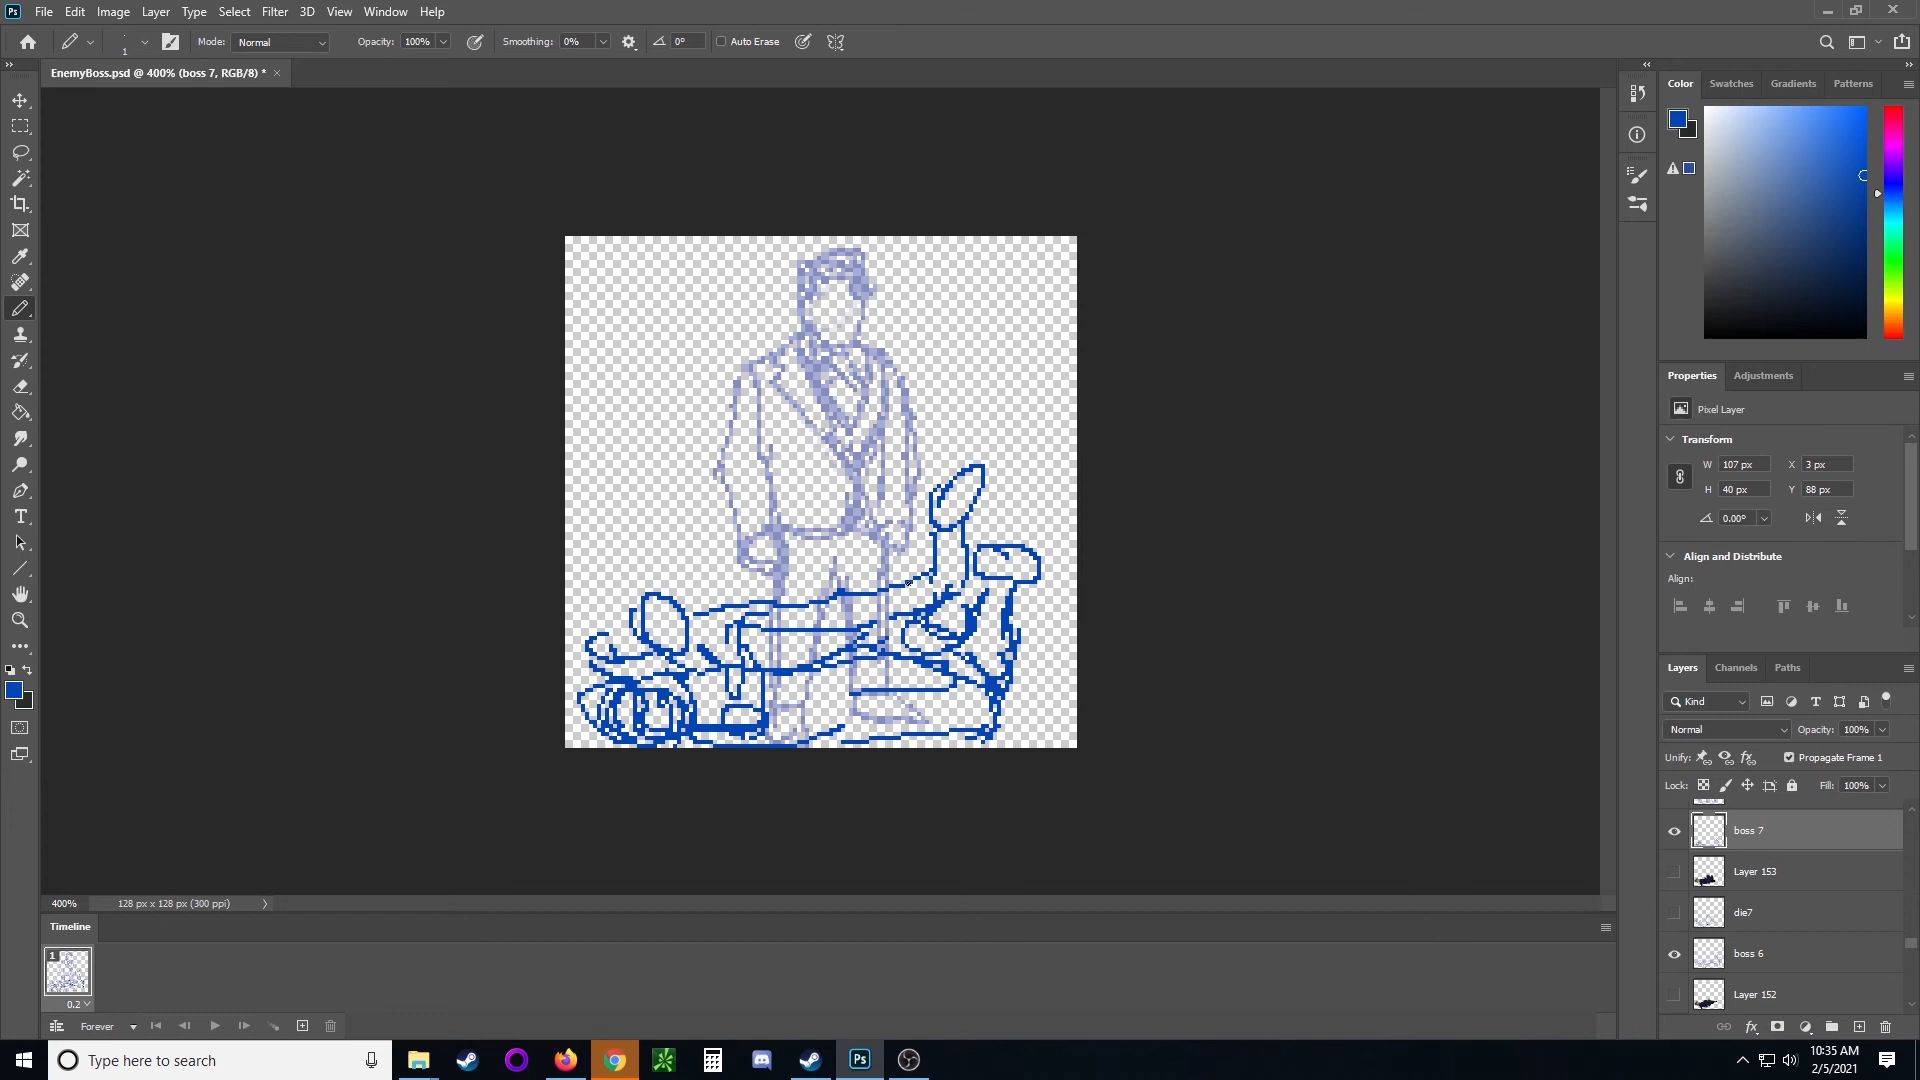 Ps File Edit Image Layer Type Select Filter 3D View Window Help
1 Mode: Normal Opacity: 100% Smoothing: 0% 0° Auto Erase
EnemyBoss.psd @ 400% (boss 7, RGB/8) * ×
Color Swatches Gradients Patterns
Properties Adjustments
Pixel Layer
Transform
W 107 px X 3 px
H 40 px Y 88 px
0.00°
Align and Distribute
Align:
Layers Channels Paths
Kind
Normal Opacity: 100%
Unify: Propagate Frame 1
Lock: Fill: 100%
boss 7
Layer 153
die7
boss 6
Layer 152
400% 128 px x 128 px (300 ppi)
Timeline
1
0.2
Forever
Type here to search
Ps
10:35 AM
2/5/2021